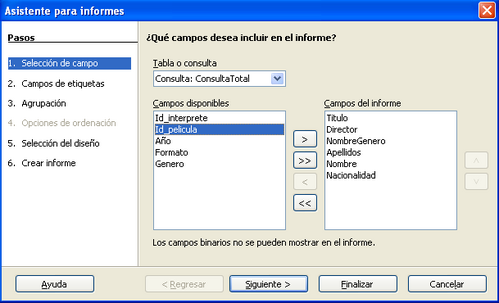 Asistente para informes
Pasos
1. Selección de campo
2. Campos de etiquetas
3. Agrupación
4. Opciones de ordenación
5. Selección del diseño
6. Crear informe
¿Qué campos desea incluir en el informe?
Tabla o consulta
Consulta: ConsultaTotal
Campos disponibles
Id_interprete
Id_pelicula
Año
Formato
Genero
>
>>
<
<<
Campos del informe
Titulo
Director
NombreGenero
Apellidos
Nombre
Nacionalidad
Los campos binarios no se pueden mostrar en el informe.
Ayuda
< Regresar
Siguiente >
Finalizar
Cancelar